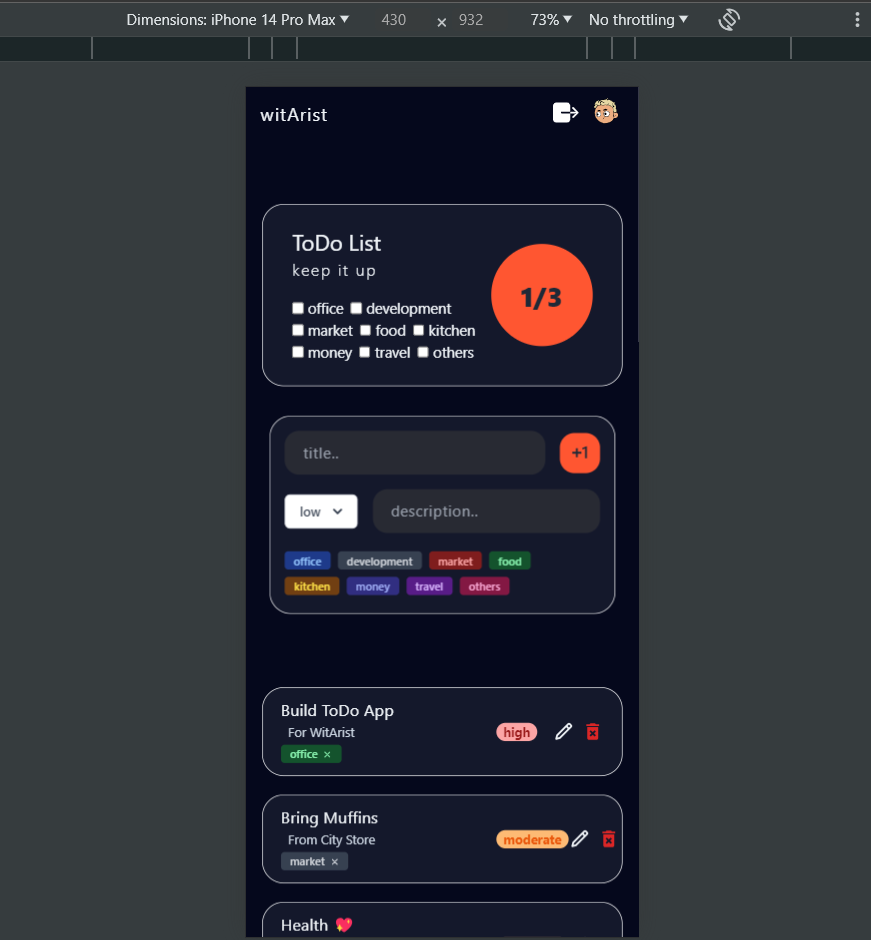 Dimensions: iPhone 14 Pro Max ▼ 430 × 932 73% ▼ No throttling ▼
witArist
ToDo List
keep it up
1/3
office development
market food kitchen
money travel others
title.. +1
low description..
office development market food
kitchen money travel others
Build ToDo App
For WitArist
high
office ×
Bring Muffins
From City Store
moderate
market ×
Health 💖